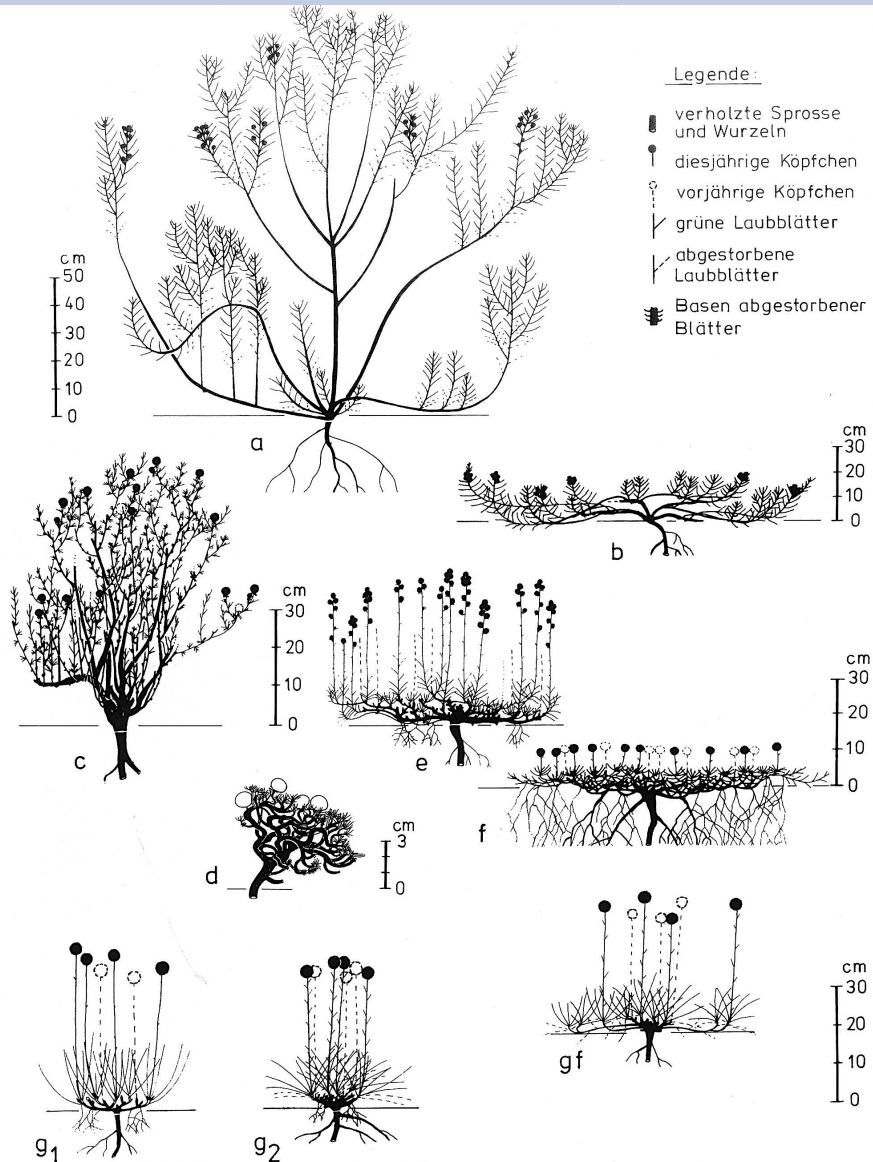 Legende:
verholzte Sprosse
und Wurzeln
diesjährige Köpfchen
vorjährige Köpfchen
grüne Laubblätter
abgestorbene
Laubblätter
Basen abgestorbener
Blätter
cm
50
40
30
20
10
0
a
cm
30
20
10
0
b
cm
30
20
10
0
c
e
cm
30
20
10
0
f
cm
3
0
d
cm
30
20
10
0
g1
g2
gf